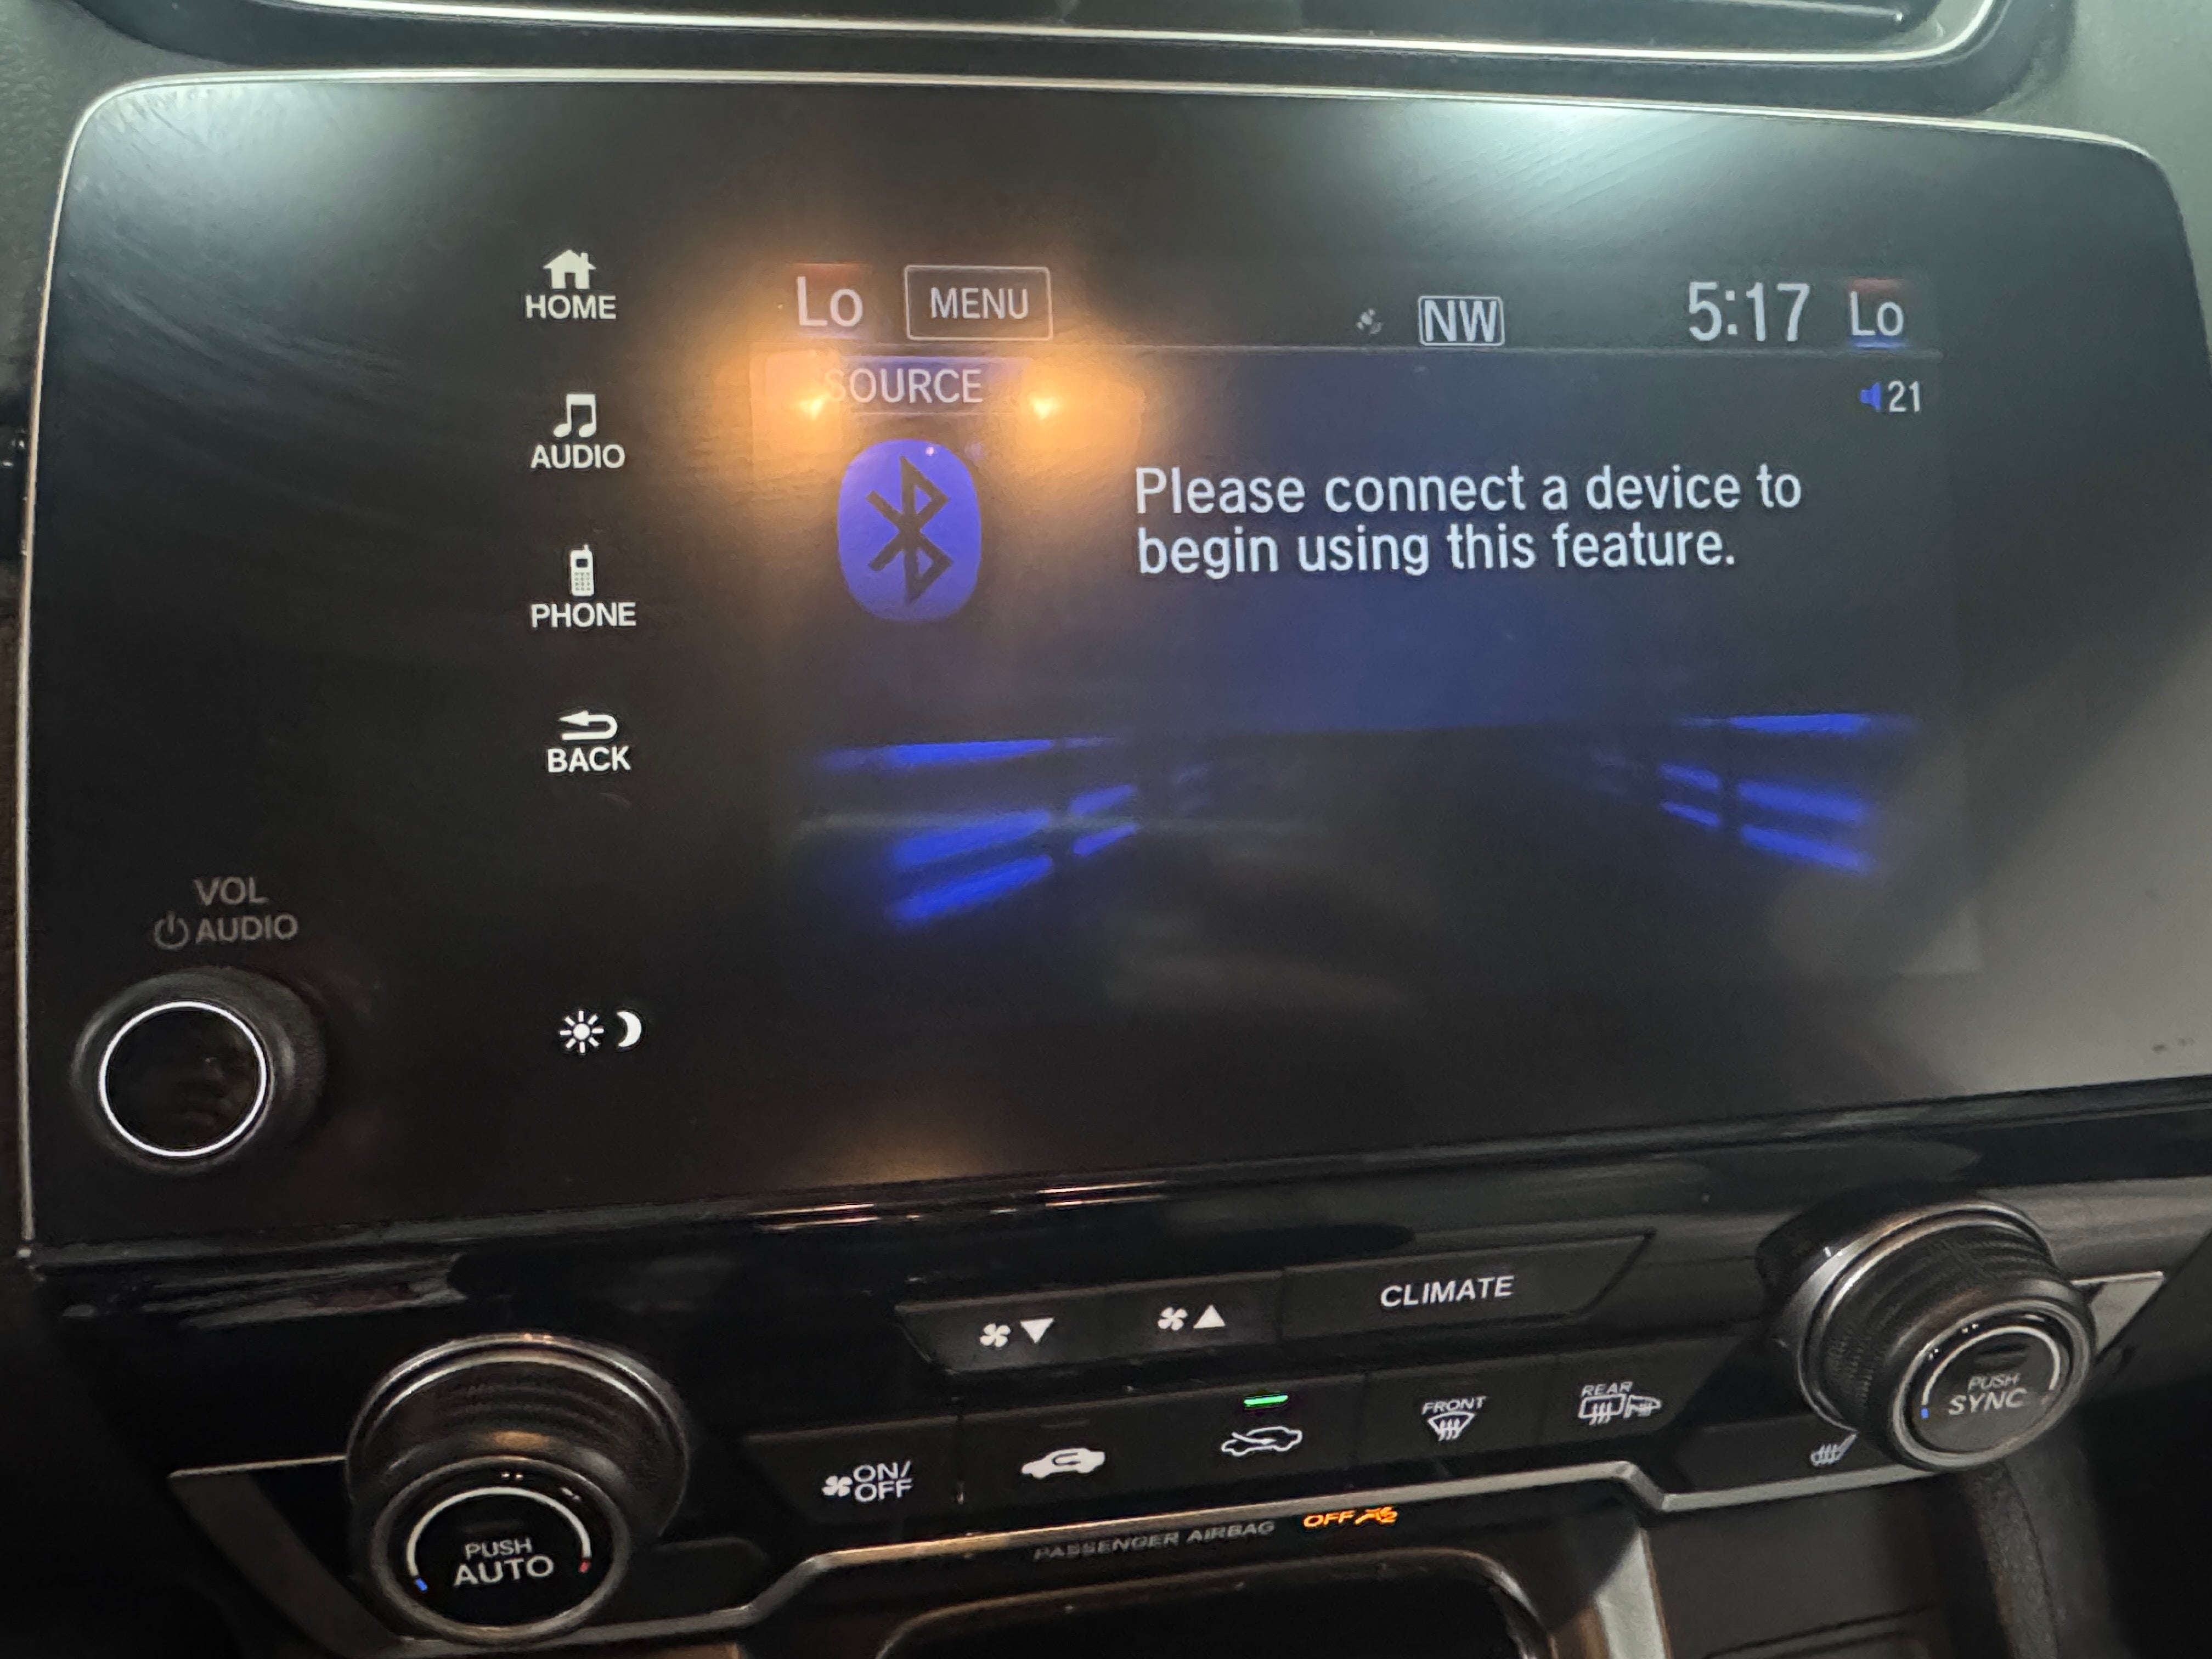 Lo MENU NW 5:17 Lo
HOME
SOURCE
21
AUDIO
Please connect a device to
begin using this feature.
PHONE
BACK
VOL
AUDIO
CLIMATE
ON/
OFF
FRONT
REAR
PUSH
SYNC
PASSENGER AIRBAG OFF 2
PUSH
AUTO